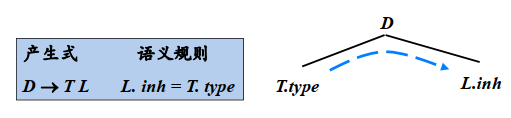 产生式 语义规则
D → T L L. inh = T. type
D
T.type
L.inh